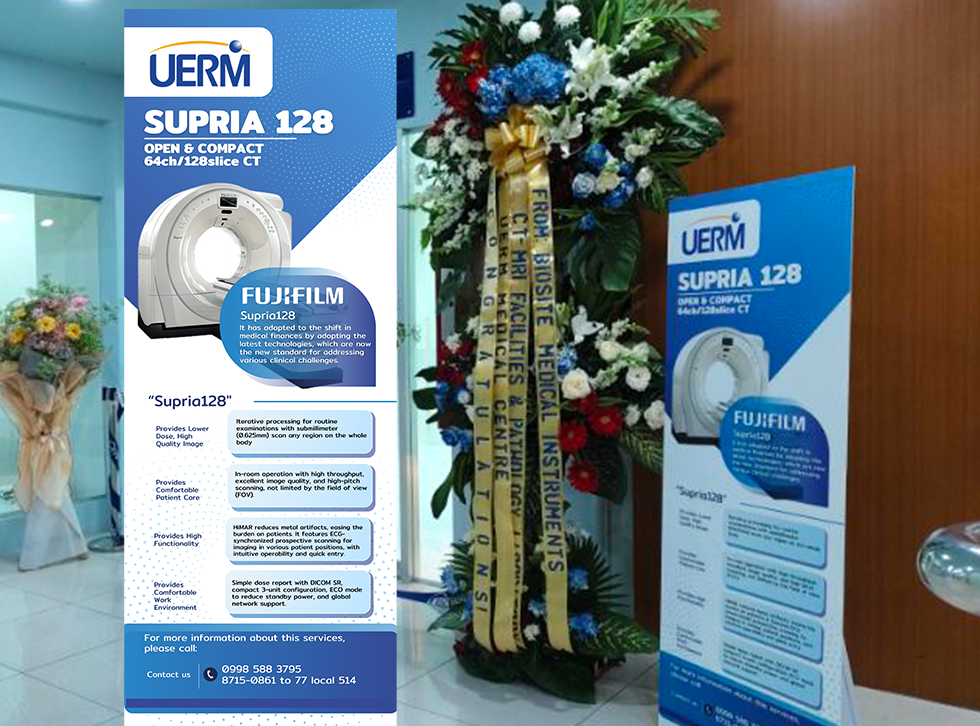 UERM
SUPRIA 128
OPEN & COMPACT
64ch/128slice CT
FUJIFILM
Supria128
It has adapted to the shift in
medical finances by adopting the
latest technologies, which are now
the new standard for addressing
various clinical challenges.
"Supria128"
Provides Lower
Dose, High
Quality Image
Iterative processing for routine
examinations with submillimeter
(0.625mm) scan any region on the whole
body
Provides
Comfortable
Patient Care
In-room operation with high throughput,
excellent image quality, and high-pitch
scanning, not limited by the field of view
(FOV).
Provides High
Functionality
HiMAR reduces metal artifacts, easing the
burden on patients. It features ECG-
synchronized prospective scanning for
imaging in various patient positions, with
intuitive operability and quick entry.
Provides
Comfortable
Work
Environment
Simple dose report with DICOM SR,
compact 3-unit configuration, ECO mode
to reduce standby power, and global
network support.
For more information about this services,
please call:
Contact us
0998 588 3795
8715-0861 to 77 local 514
CONGRATULATIONS!
UERM MEDICAL CENTRE
CT-MRI FACILITIES & PATHOLOGY
FROM: BIOSITE MEDICAL INSTRUMENTS
UERM
SUPRIA 128
OPEN & COMPACT
64ch/128slice CT
FUJIFILM
Supria128
"Supria128"
For more information about this services
please call